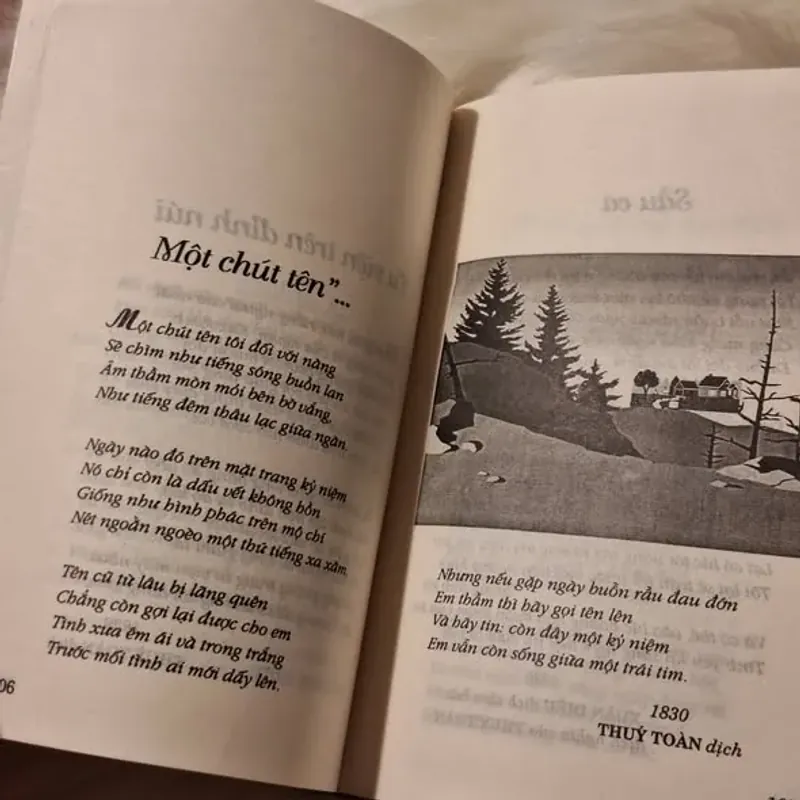 Một chút tên"...
Một chút tên tôi đối với nàng
Sẽ chìm như tiếng sóng buồn lan
Âm thầm mòn mỏi bên bờ vắng,
Như tiếng đêm thâu lạc giữa ngàn.
Ngày nào đó trên mặt trang kỷ niệm
Nó chỉ còn là dấu vết không hồn
Giống như hình phác trên mộ chí
Nét ngoằn ngoèo một thứ tiếng xa xăm.
Tên cũ từ lâu bị lãng quên
Chẳng còn gợi lại được cho em
Tình xưa êm ái và trong trắng
Trước mối tình ai mới dấy lên.
06
Sầu ca
Nhưng nếu gặp ngày buồn rầu đau đớn
Em thầm thì hãy gọi tên lên
Và hãy tin: còn đây một kỷ niệm
Em vẫn còn sống giữa một trái tim.
1830
THUÝ TOÀN dịch